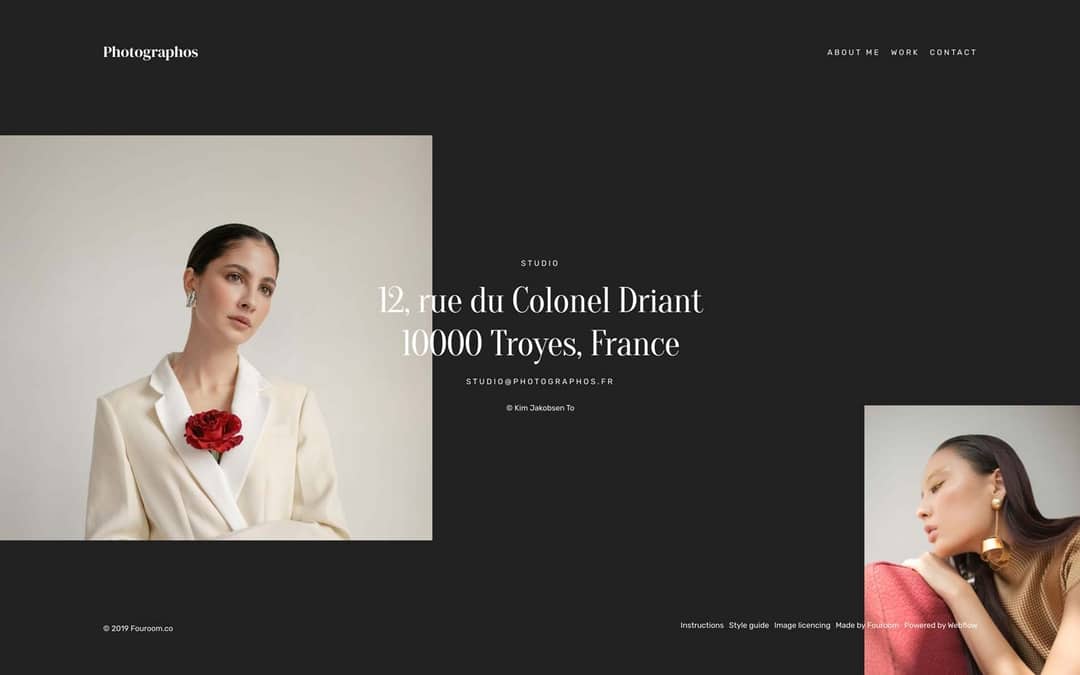 Photographos
ABOUT ME WORK CONTACT
STUDIO
12, rue du Colonel Driant
10000 Troyes, France
STUDIO@PHOTOGRAPHOS.FR
© Kim Jakobsen To
© 2019 Fouroom.co
Instructions Style guide Image licencing Made by Fouroom Powered by Webflow